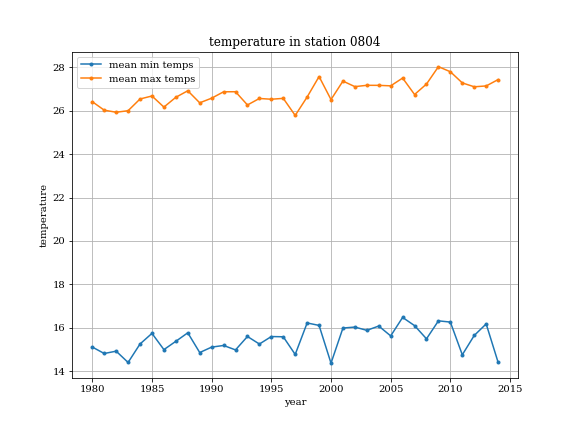 temperature in station 0804
mean min temps
mean max temps
28
26
24
22
20
18
16
14
temperature
1980 1985 1990 1995 2000 2005 2010 2015
year